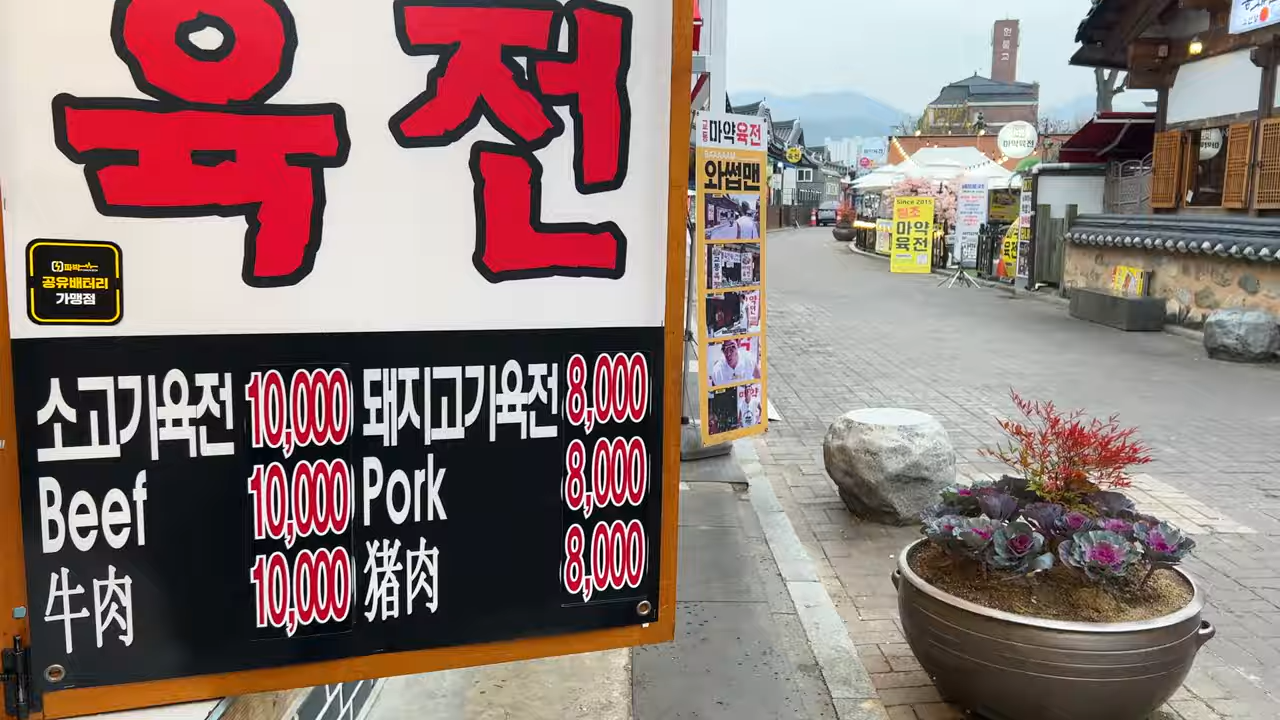 육전
파박
공유배터리
가맹점
소고기육전 10,000 돼지고기육전 8,000
Beef 10,000 Pork 8,000
牛肉 10,000 猪肉 8,000
마약육전
와썹맨
Since 2015
원조
마약
육전
마약육전